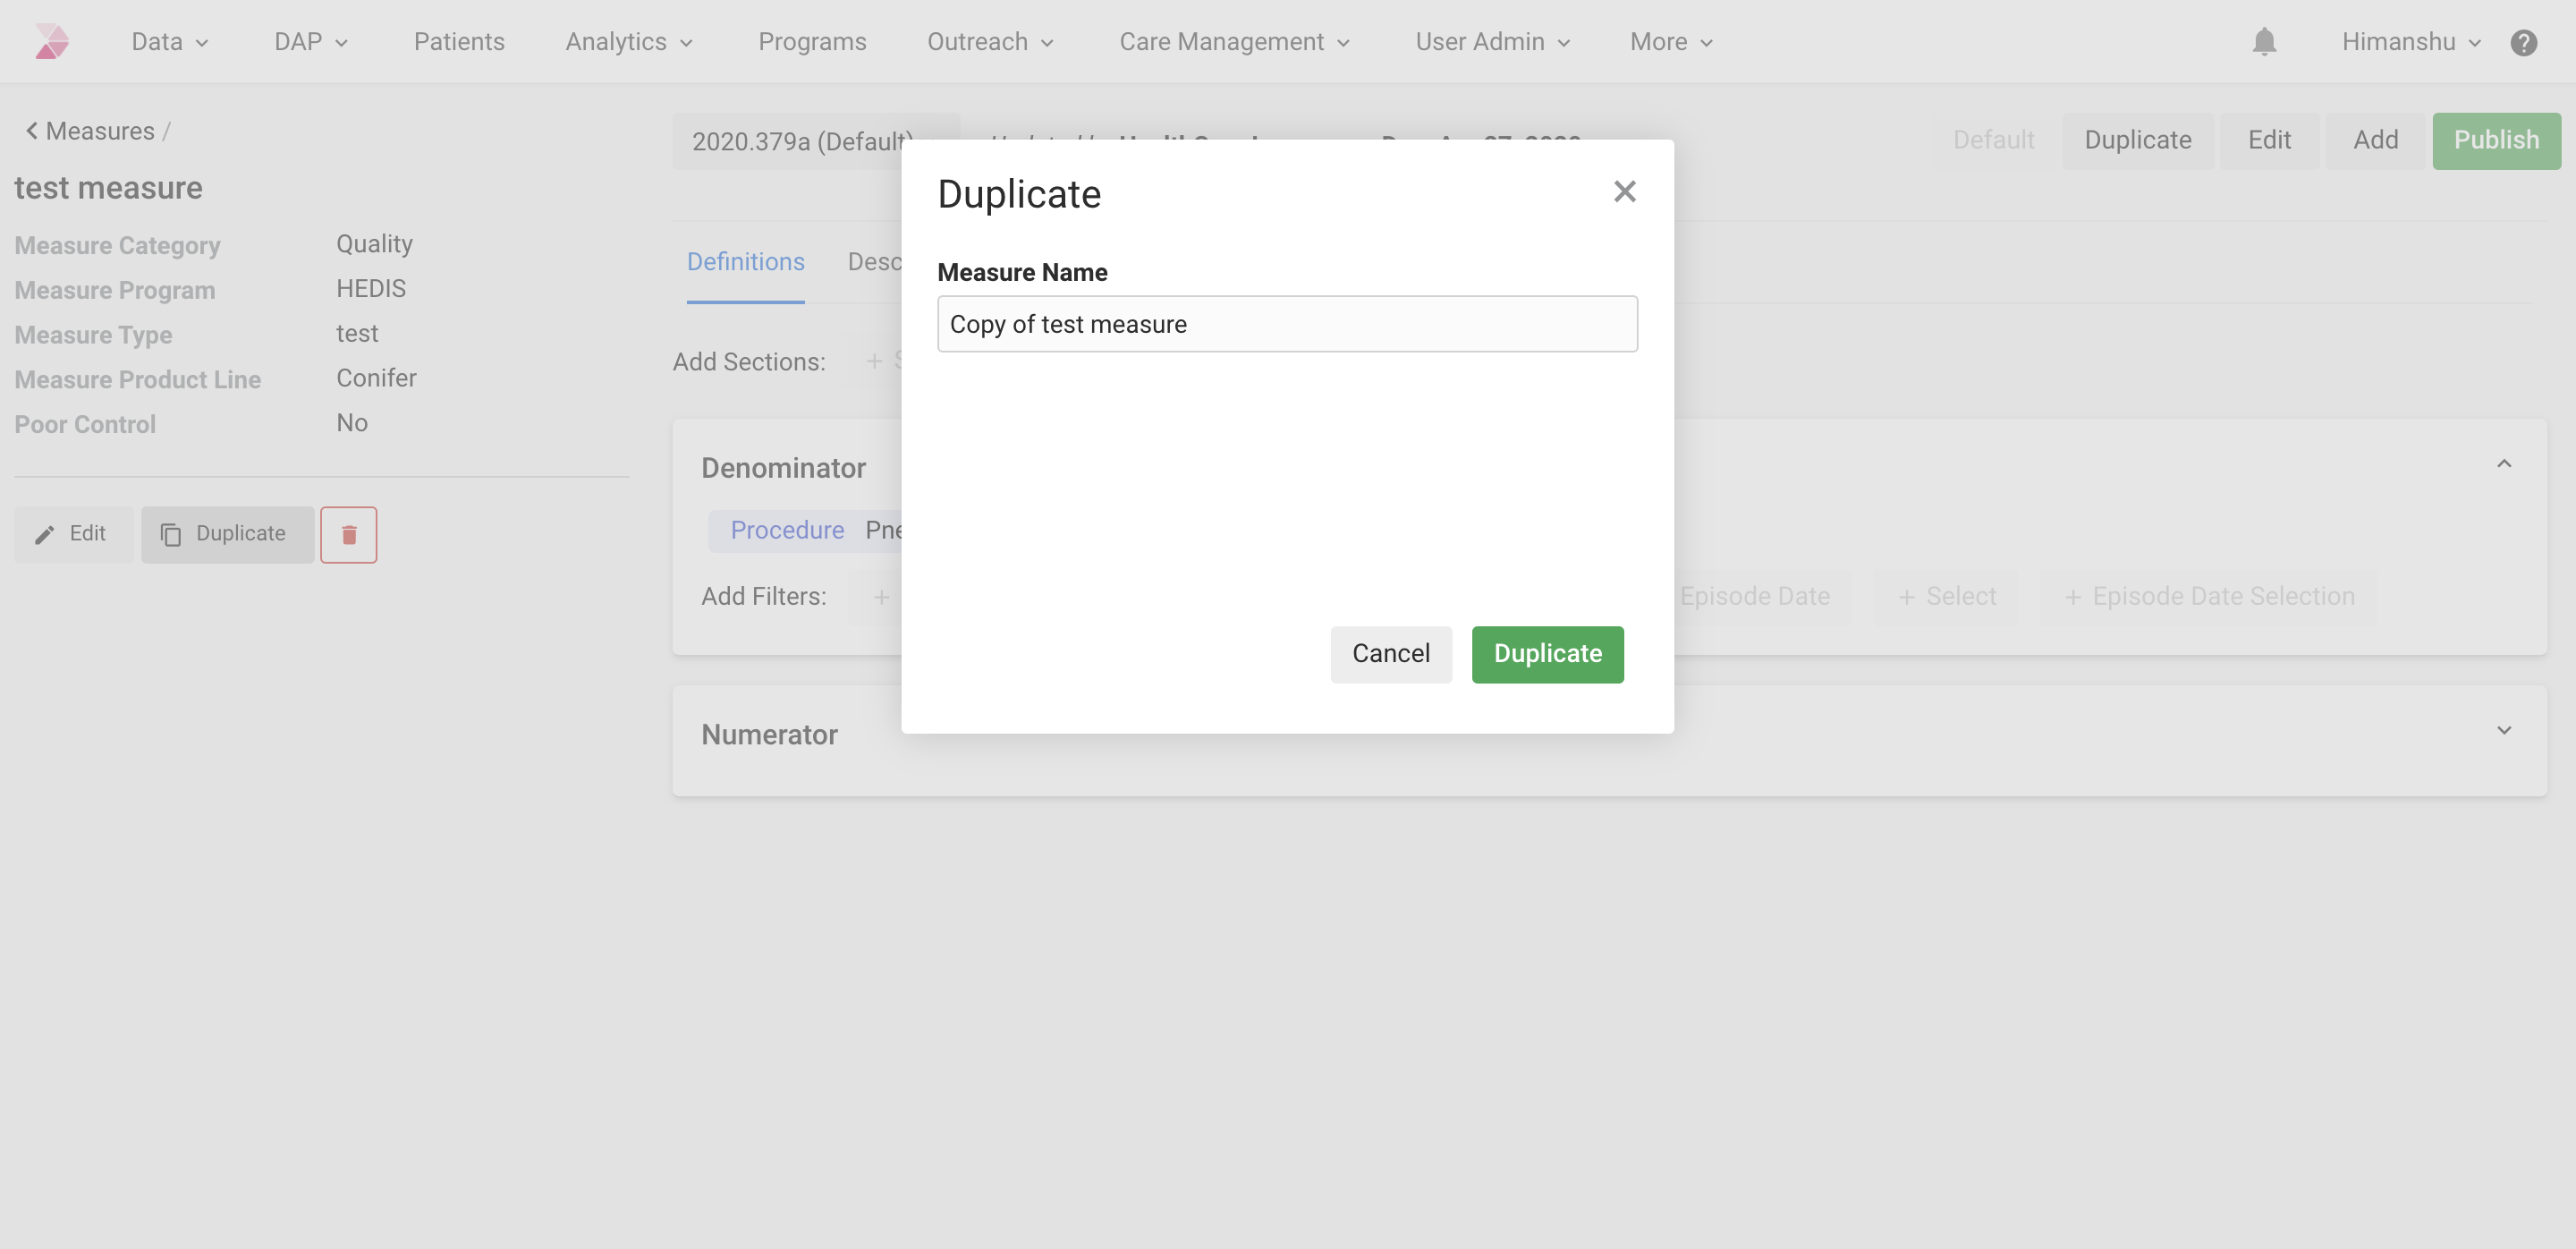 Data DAP Patients Analytics Programs Outreach Care Management User Admin More Himanshu
Measures /
test measure
Measure Category Quality
Measure Program HEDIS
Measure Type test
Measure Product Line Conifer
Poor Control No
Edit Duplicate
2020.379a (Default)
Default Duplicate Edit Add Publish
Definitions Desc
Add Sections: +
Denominator
Procedure Pne
Add Filters: +
Episode Date + Select + Episode Date Selection
Numerator
Duplicate
Measure Name
Copy of test measure
Cancel Duplicate